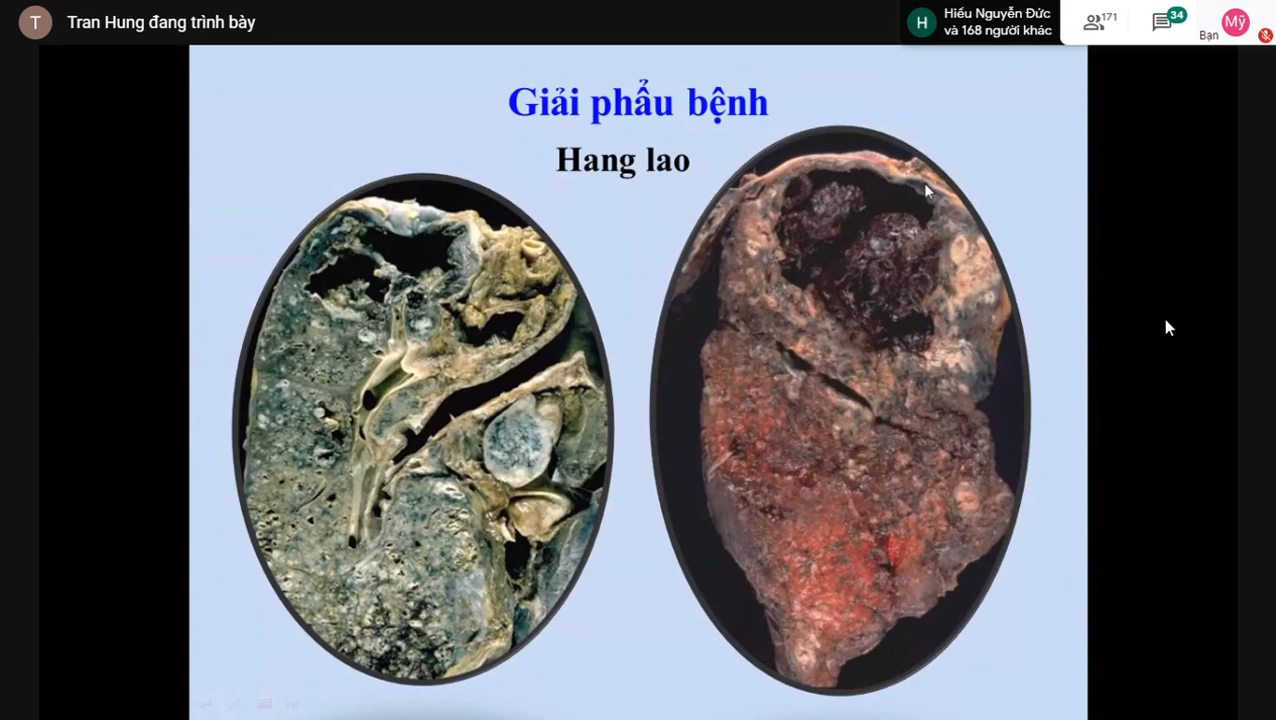 T
Tran Hung đang trình bày
H
Hiếu Nguyễn Đức
và 168 người khác
171
34
Bạn
Mỹ
Giải phẩu bệnh
Hang lao